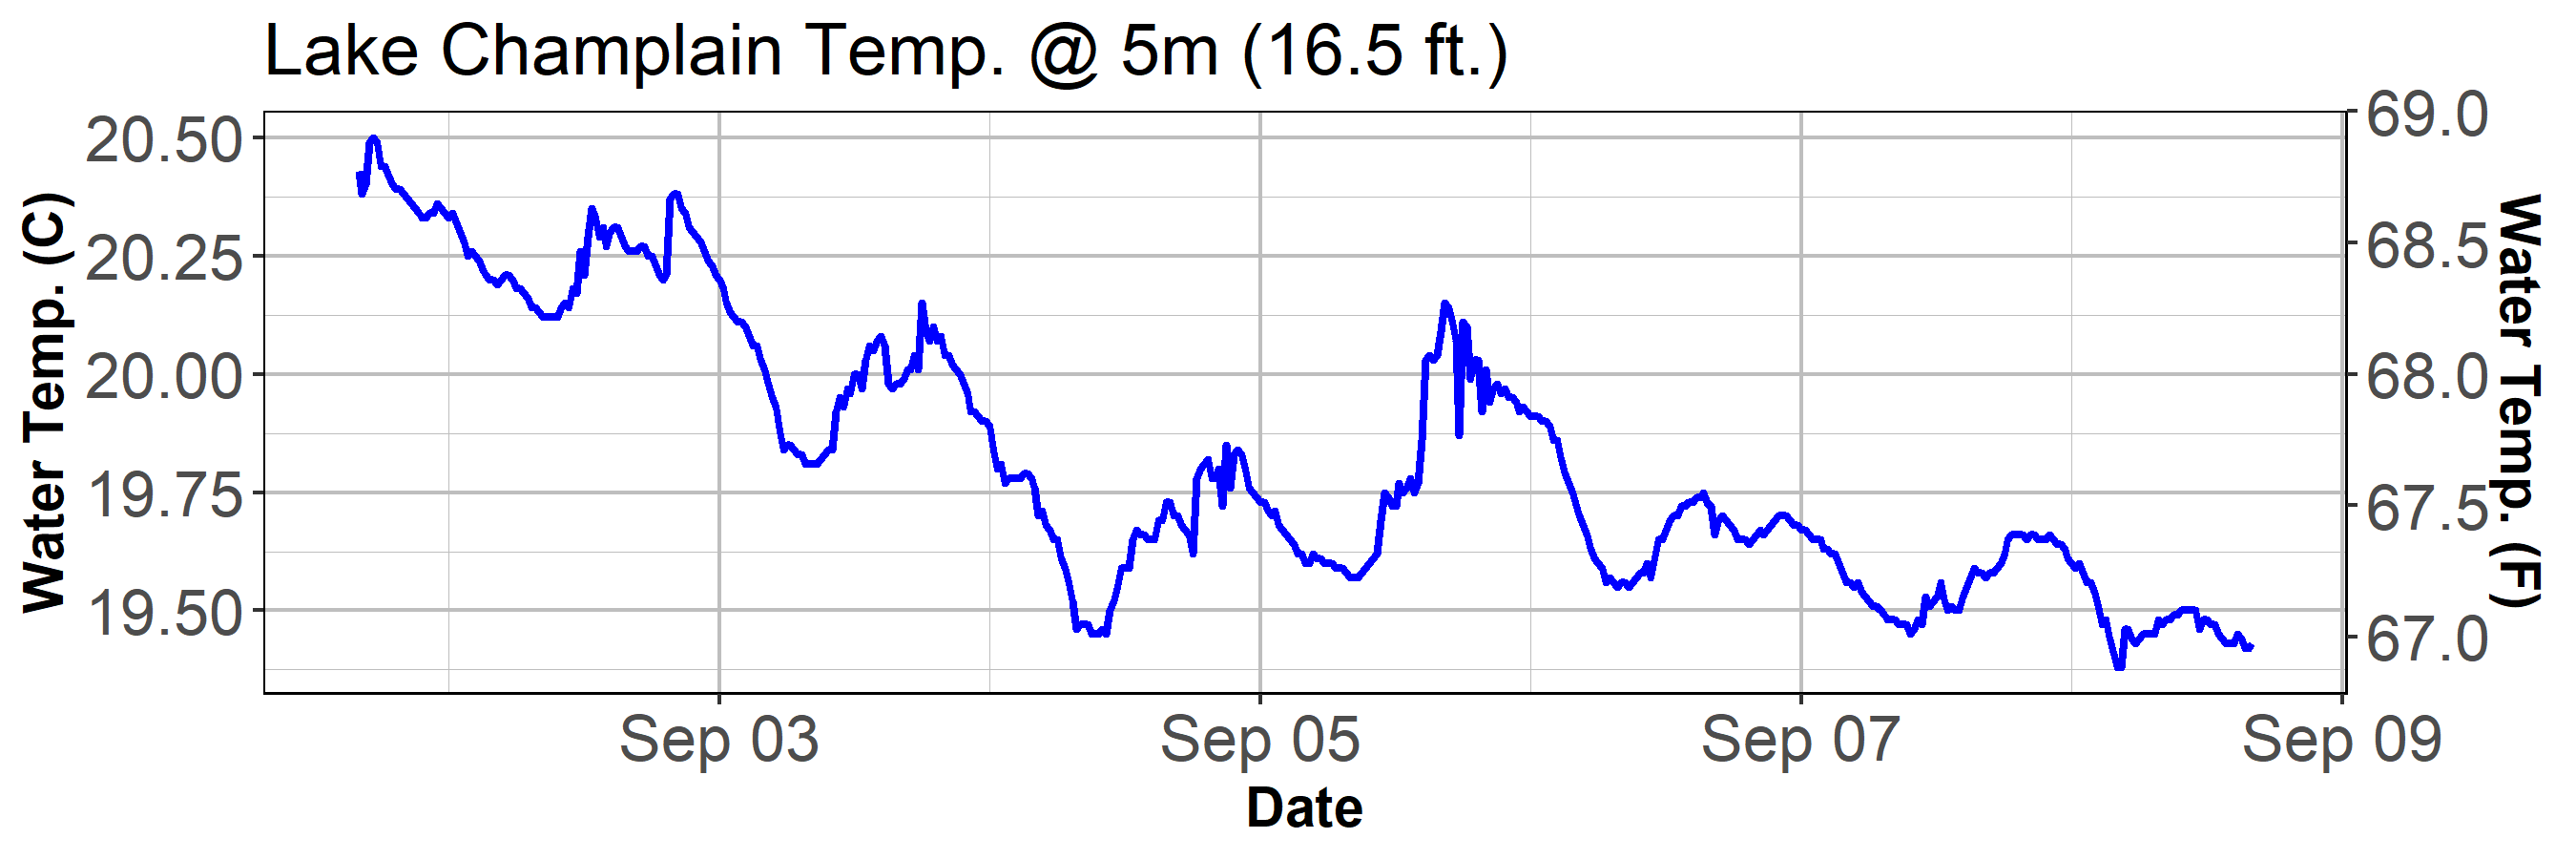 Lake Champlain Temp. @ 5m (16.5 ft.)
Water Temp. (C)
20.50
20.25
20.00
19.75
19.50
69.0
68.5
68.0
67.5
67.0
Water Temp. (F)
Sep 03
Sep 05
Sep 07
Sep 09
Date